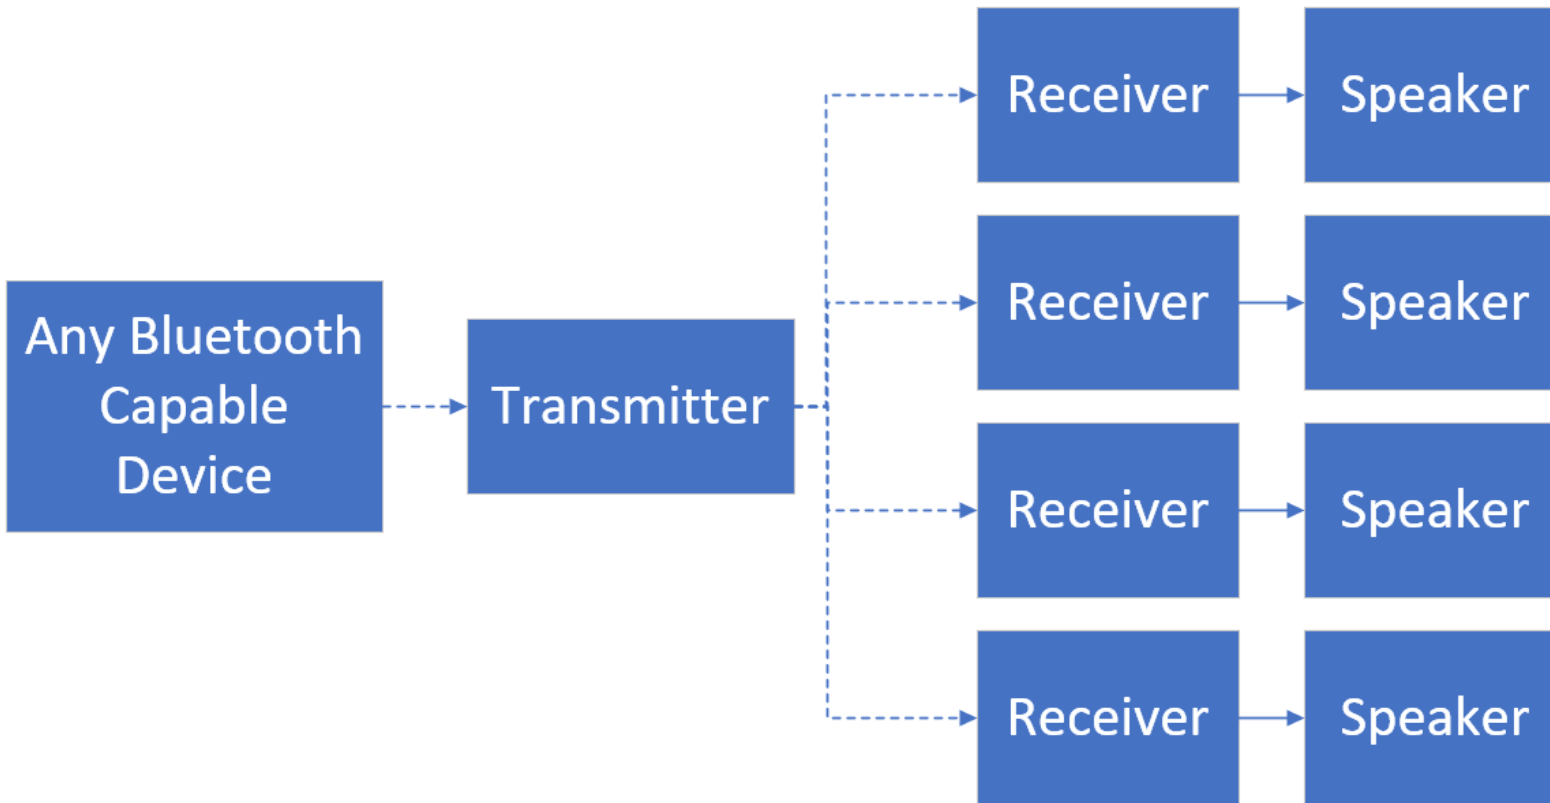 Any Bluetooth
Capable
Device
Transmitter
Receiver
Speaker
Receiver
Speaker
Receiver
Speaker
Receiver
Speaker